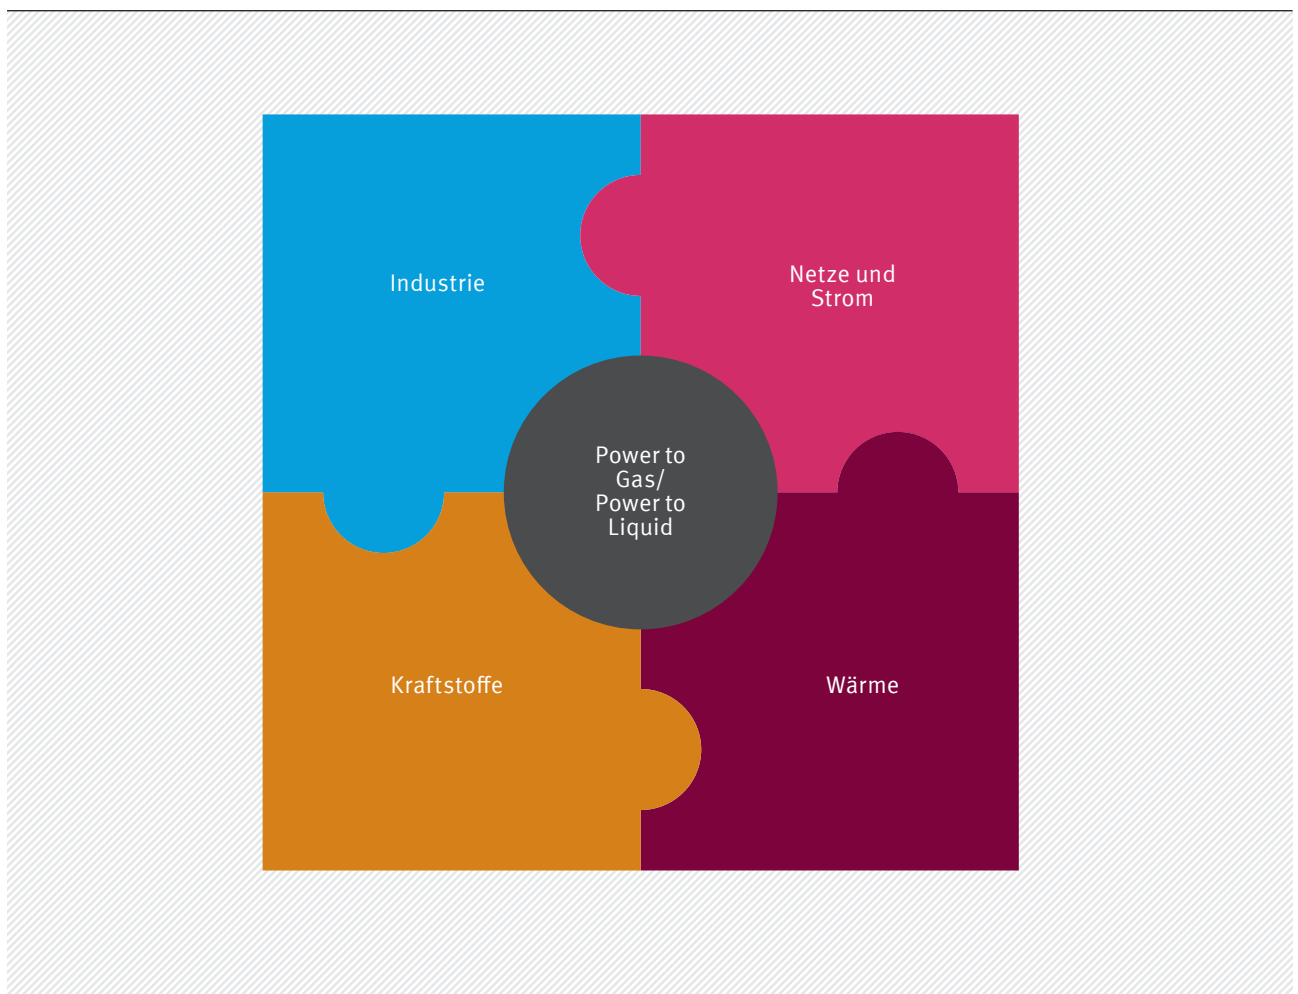 Industrie
Netze und
Strom
Power to
Gas/
Power to
Liquid
Kraftstoffe
Wärme